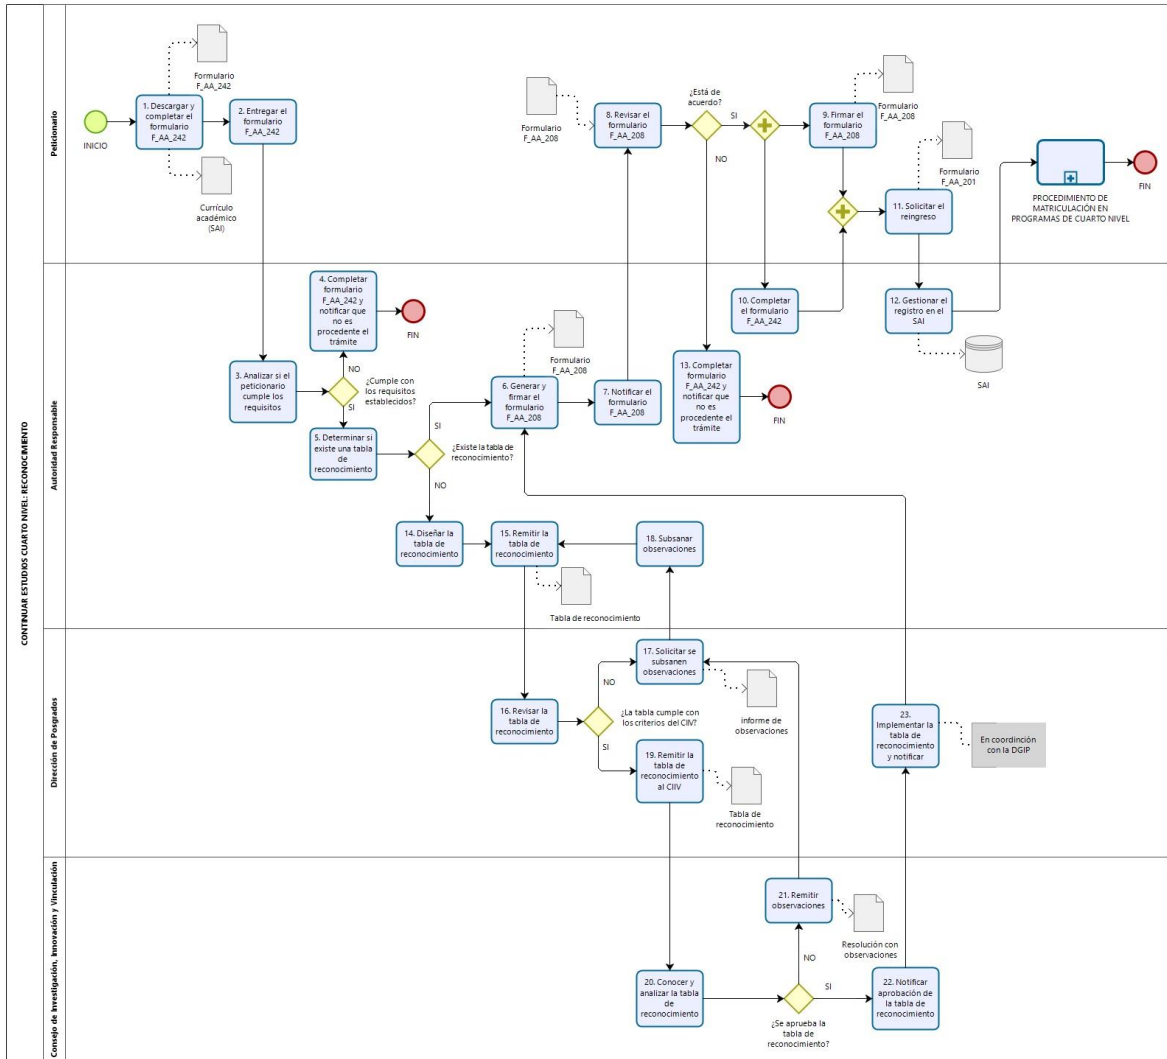 CONTINUAR ESTUDIOS CUARTO NIVEL: RECONOCIMIENTO
Peticionario
INICIO
1. Descargar y
completar el
formulario
F_AA_242
Formulario
F_AA_242
Currículo
académico
(SAI)
2. Entregar el
formulario
F_AA_242
Formulario
F_AA_208
8. Revisar el
formulario
F_AA_208
¿Está de
acuerdo?
SI
NO
9. Firmar el
formulario
F_AA_208
Formulario
F_AA_208
Formulario
F_AA_201
11. Solicitar el
reingreso
PROCEDIMIENTO DE
MATRICULACIÓN EN
PROGRAMAS DE CUARTO NIVEL
FIN
Autoridad Responsable
3. Analizar si el
peticionario
cumple los
requisitos
4. Completar
formulario
F_AA_242 y
notificar que no
es procedente el
trámite
FIN
NO
¿Cumple con
los requisitos
establecidos?
SI
5. Determinar si
existe una tabla
de
reconocimiento
SI
¿Existe la tabla de
reconocimiento?
NO
6. Generar y
firmar el
formulario
F_AA_208
Formulario
F_AA_208
7. Notificar el
formulario
F_AA_208
10. Completar
el formulario
F_AA_242
13. Completar
formulario
F_AA_242 y
notificar que no
es procedente el
trámite
FIN
12. Gestionar el
registro en el
SAI
SAI
14. Diseñar la
tabla de
reconocimiento
15. Remitir la
tabla de
reconocimiento
Tabla de reconocimiento
18. Subsanar
observaciones
Dirección de Posgrados
16. Revisar la
tabla de
reconocimiento
NO
¿La tabla cumple con
los criterios del CIIV?
SI
17. Solicitar se
subsanen
observaciones
informe de
observaciones
19. Remitir la
tabla de
reconocimiento
al CIIV
Tabla de
reconocimiento
23.
Implementar la
tabla de
reconocimiento
y notificar
En coordinción
con la DGIP
Consejo de Investigación, Innovación y Vinculación
20. Conocer y
analizar la tabla
de
reconocimiento
¿Se aprueba la
tabla de
reconocimiento?
NO
SI
21. Remitir
observaciones
Resolución con
observaciones
22. Notificar
aprobación de
la tabla de
reconocimiento